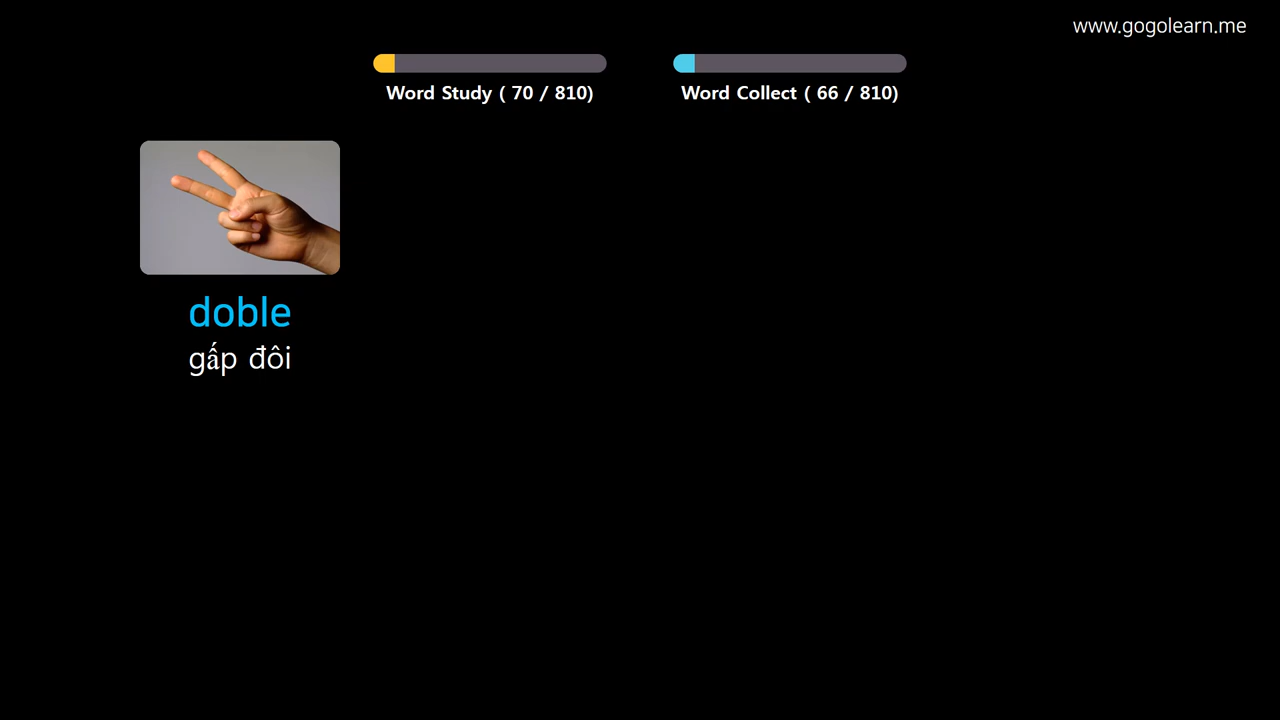 www.gogolearn.me
Word Study ( 70 / 810)
Word Collect ( 66 / 810)
doble
gấp đôi